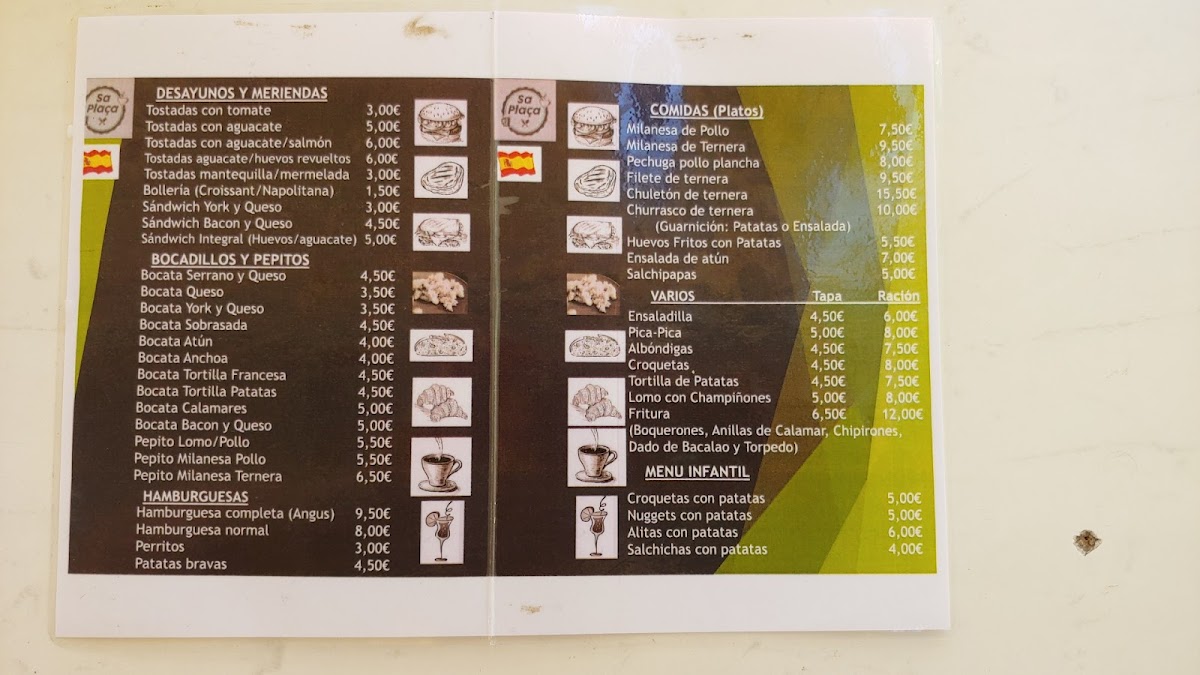 Sa
Plaça
DESAYUNOS Y MERIENDAS
Tostadas con tomate 3,00€
Tostadas con aguacate 5,00€
Tostadas con aguacate/salmón 6,00€
Tostadas aguacate/huevos revueltos 6,00€
Tostadas mantequilla/mermelada 3,00€
Bollería (Croissant/Napolitana) 1,50€
Sándwich York y Queso 3,00€
Sándwich Bacon y Queso 4,50€
Sándwich Integral (Huevos/aguacate) 5,00€
BOCADILLOS Y PEPITOS
Bocata Serrano y Queso 4,50€
Bocata Queso 3,50€
Bocata York y Queso 3,50€
Bocata Sobrasada 4,50€
Bocata Atún 4,00€
Bocata Anchoa 4,00€
Bocata Tortilla Francesa 4,50€
Bocata Tortilla Patatas 4,50€
Bocata Calamares 5,00€
Bocata Bacon y Queso 5,00€
Pepito Lomo/Pollo 5,50€
Pepito Milanesa Pollo 5,50€
Pepito Milanesa Ternera 6,50€
HAMBURGUESAS
Hamburguesa completa (Angus) 9,50€
Hamburguesa normal 8,00€
Perritos 3,00€
Patatas bravas 4,50€
Sa
Plaça
COMIDAS (Platos)
Milanesa de Pollo 7,50€
Milanesa de Ternera 9,50€
Pechuga pollo plancha 8,00€
Filete de ternera 9,50€
Chuletón de ternera 15,50€
Churrasco de ternera 10,00€
(Guarnición: Patatas o Ensalada)
Huevos Fritos con Patatas 5,50€
Ensalada de atún 7,00€
Salchipapas 5,00€
VARIOS Tapa Ración
Ensaladilla 4,50€ 6,00€
Pica-Pica 5,00€ 8,00€
Albóndigas 4,50€ 7,50€
Croquetas 4,50€ 8,00€
Tortilla de Patatas 4,50€ 7,50€
Lomo con Champiñones 5,00€ 8,00€
Fritura 6,50€ 12,00€
(Boquerones, Anillas de Calamar, Chipirones,
Dado de Bacalao y Torpedo)
MENU INFANTIL
Croquetas con patatas 5,00€
Nuggets con patatas 5,00€
Alitas con patatas 6,00€
Salchichas con patatas 4,00€